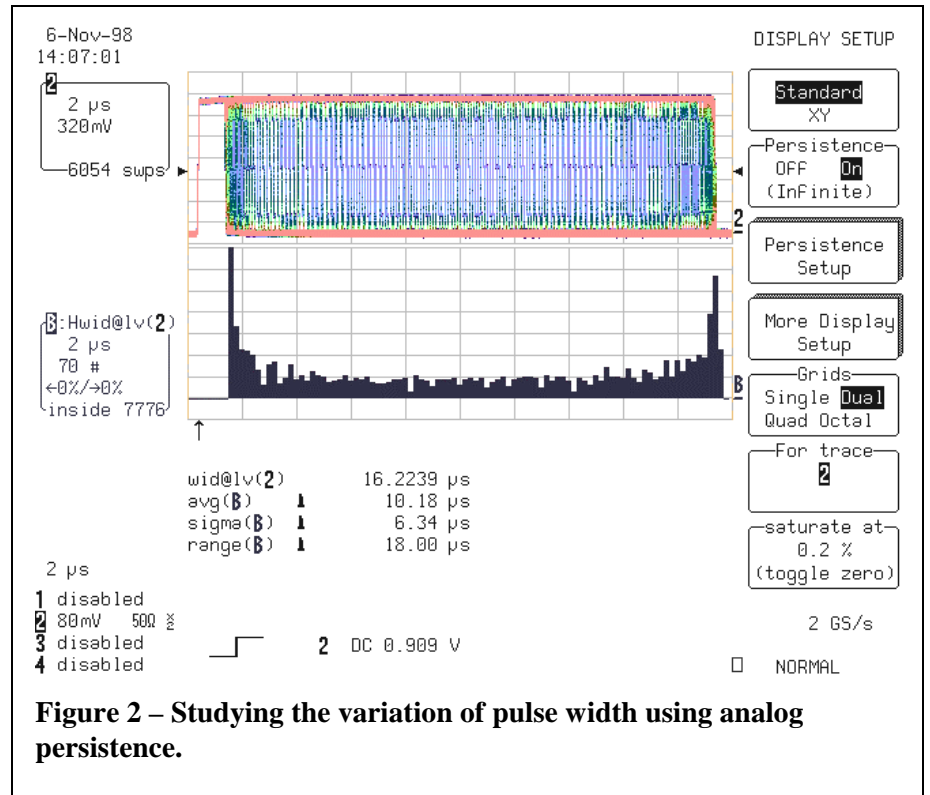 6-Nov-98
14:07:01
2
2 µs
320mV
6054 swps
B:Hwid@lv(2)
2 µs
70 #
←0%/→0%
inside 7776
2
B
wid@lv(2) 16.2239 µs
avg(B) 10.18 µs
sigma(B) 6.34 µs
range(B) 18.00 µs
2 µs
1 disabled
2 80mV 50Ω
3 disabled
4 disabled
2 DC 0.909 V
DISPLAY SETUP
Standard
XY
Persistence
OFF On
(Infinite)
Persistence
Setup
More Display
Setup
Grids
Single Dual
Quad Octal
For trace
2
saturate at
0.2 %
(toggle zero)
2 GS/s
□ NORMAL
Figure 2 – Studying the variation of pulse width using analog
persistence.